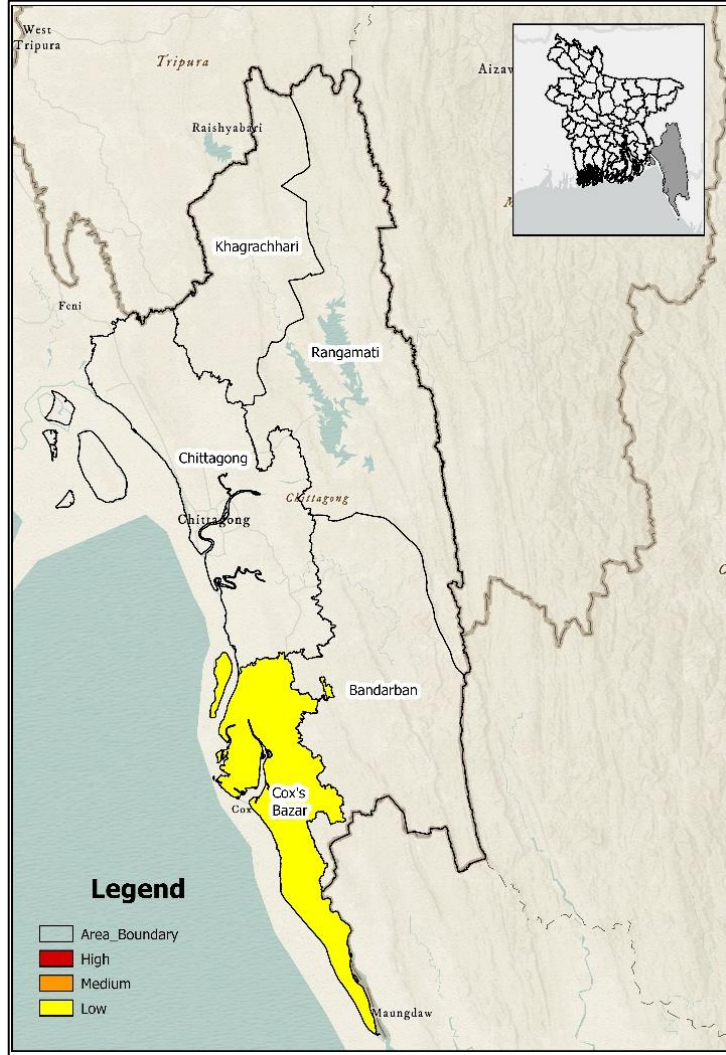 West
Tripura
Tripura
Aizaw
Raishyabari
Khagrachhari
Feni
Rangamati
Chittagong
Chittagong
Chittagong
Bandarban
Cox's
Bazar
Cox
Legend
Area_Boundary
High
Medium
Low
Maungdaw